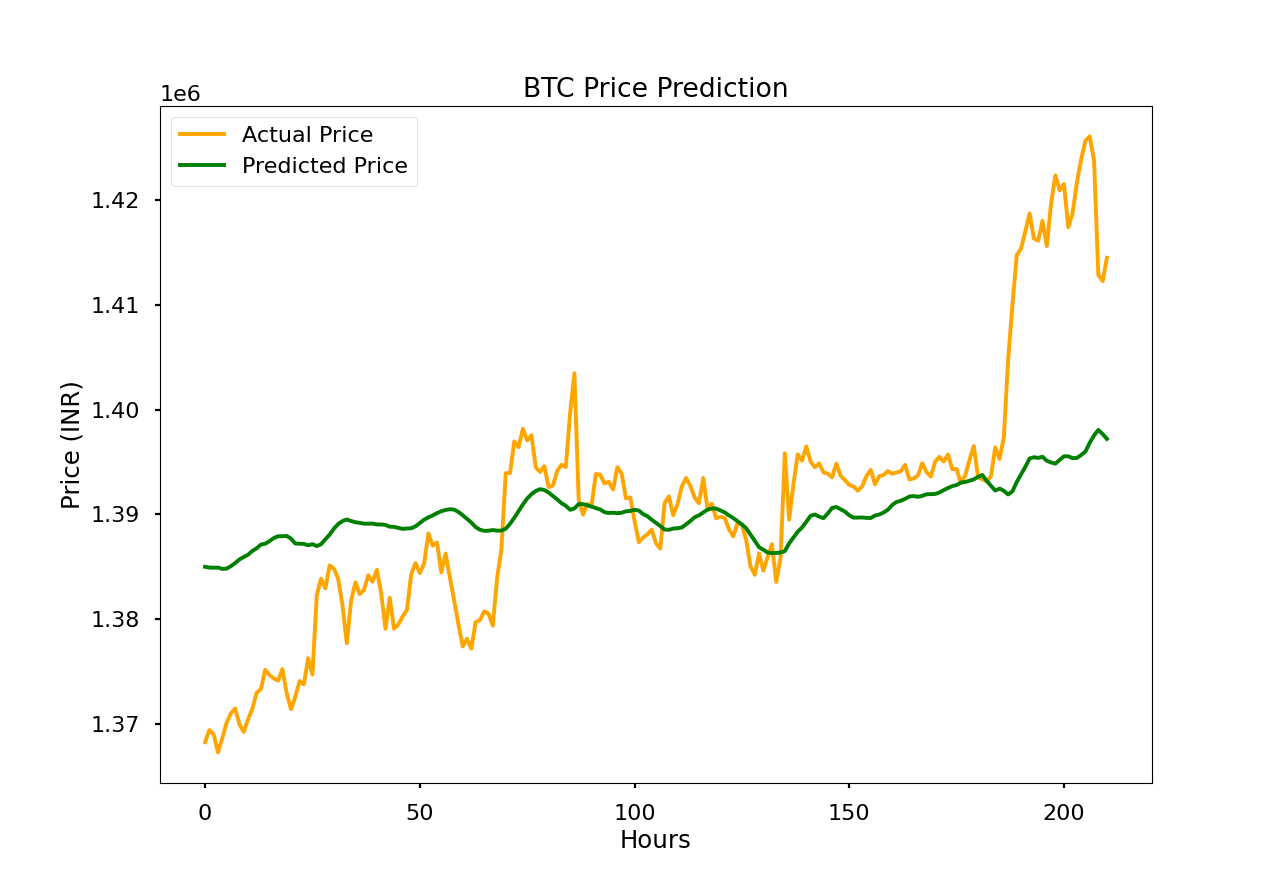 BTC Price Prediction
1e6
Actual Price
Predicted Price
1.42
1.41
1.40
1.39
1.38
1.37
Price (INR)
0 50 100 150 200
Hours